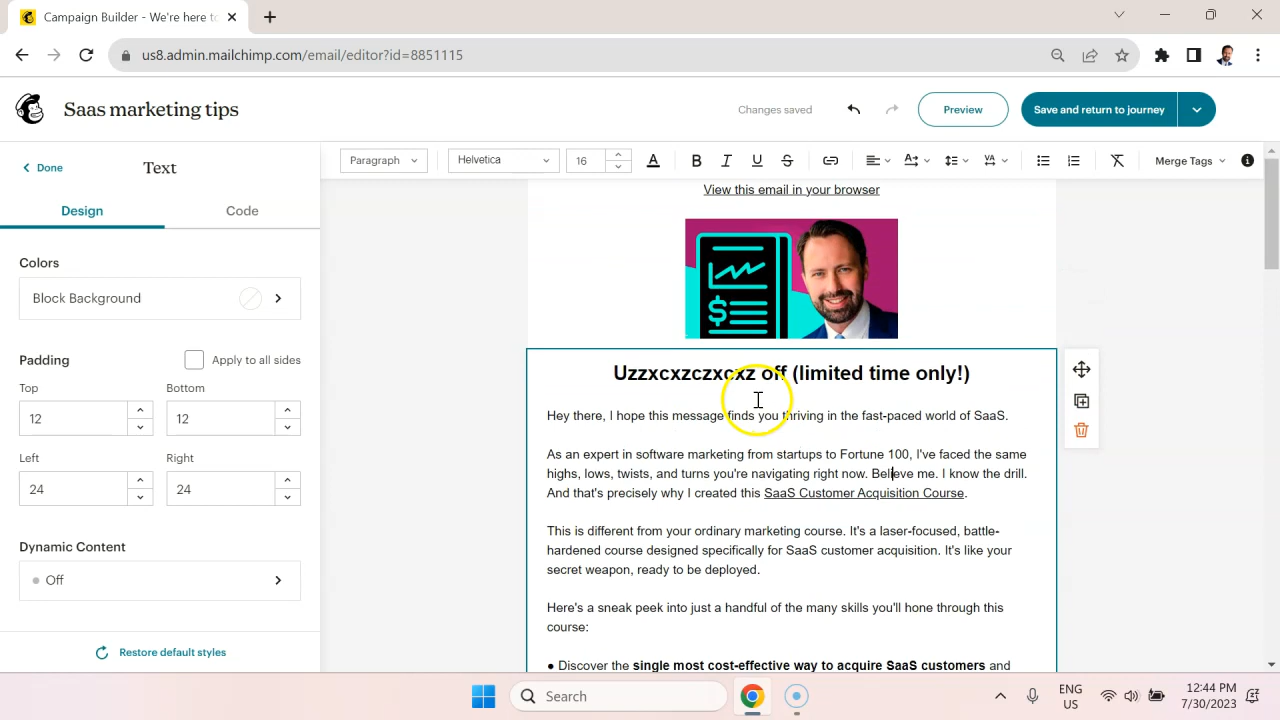 Campaign Builder - We're here to
us8.admin.mailchimp.com/email/editor?id=8851115
Saas marketing tips
Changes saved
Preview
Save and return to journey
Done
Text
Paragraph
Helvetica
16
Merge Tags
Design
Code
Colors
Block Background
Padding
Apply to all sides
Top
Bottom
12
12
Left
Right
24
24
Dynamic Content
Off
Restore default styles
View this email in your browser
Uzzxcxzczxcxz off (limited time only!)
Hey there, I hope this message finds you thriving in the fast-paced world of SaaS.
As an expert in software marketing from startups to Fortune 100, I've faced the same
highs, lows, twists, and turns you're navigating right now. Believe me. I know the drill.
And that's precisely why I created this SaaS Customer Acquisition Course.
This is different from your ordinary marketing course. It's a laser-focused, battle-
hardened course designed specifically for SaaS customer acquisition. It's like your
secret weapon, ready to be deployed.
Here's a sneak peek into just a handful of the many skills you'll hone through this
course:
● Discover the single most cost-effective way to acquire SaaS customers and
Search
ENG
US
12:44 PM
7/30/2023